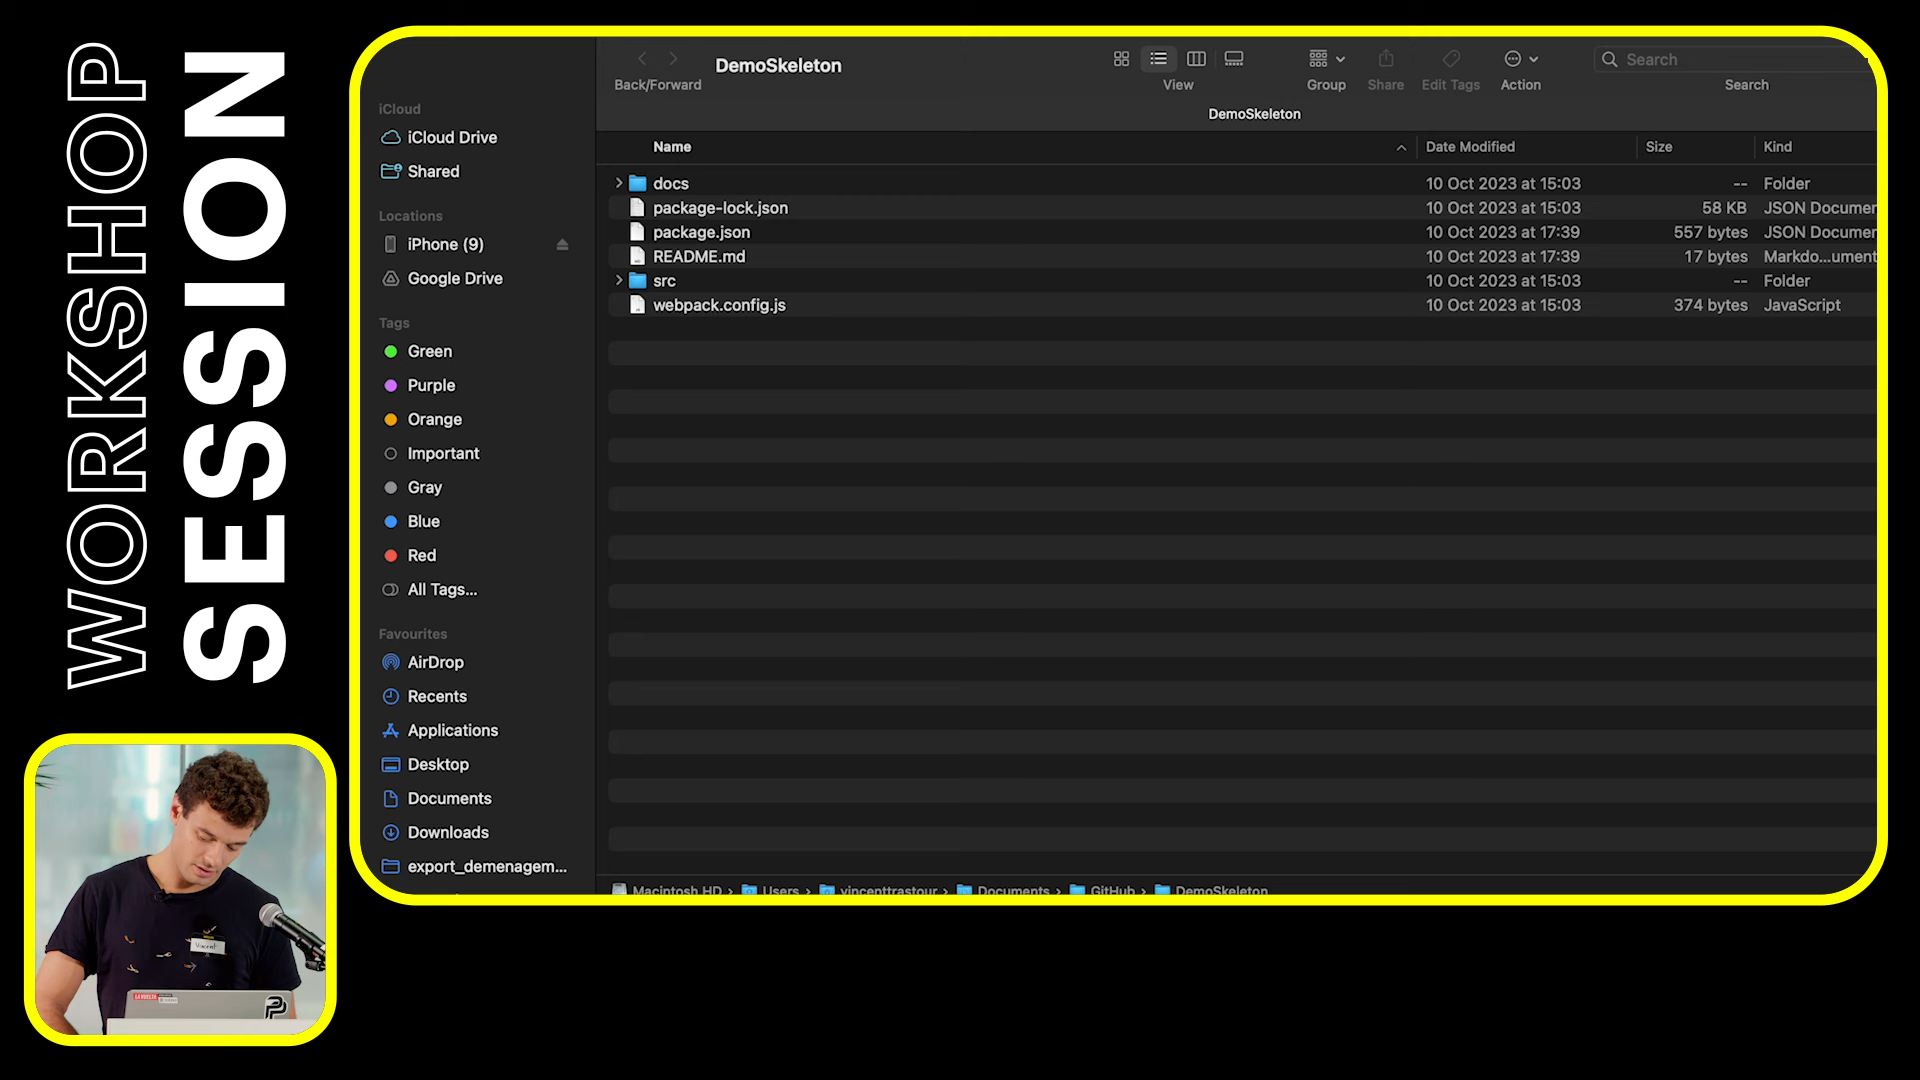 WORKSHOP
SESSION
Back/Forward
DemoSkeleton
View
Group
Share
Edit Tags
Action
Search
Search
DemoSkeleton
iCloud
iCloud Drive
Shared
Locations
iPhone (9)
Google Drive
Tags
Green
Purple
Orange
Important
Gray
Blue
Red
All Tags...
Favourites
AirDrop
Recents
Applications
Desktop
Documents
Downloads
export_demenagem...
Name Date Modified Size Kind
docs 10 Oct 2023 at 15:03 -- Folder
package-lock.json 10 Oct 2023 at 15:03 58 KB JSON Documen
package.json 10 Oct 2023 at 17:39 557 bytes JSON Documen
README.md 10 Oct 2023 at 17:39 17 bytes Markdo...ument
src 10 Oct 2023 at 15:03 -- Folder
webpack.config.js 10 Oct 2023 at 15:03 374 bytes JavaScript
Macintosh HD › Users › vincenttrastour › Documents › GitHub › DemoSkeleton
Vincent
LA VUELTA